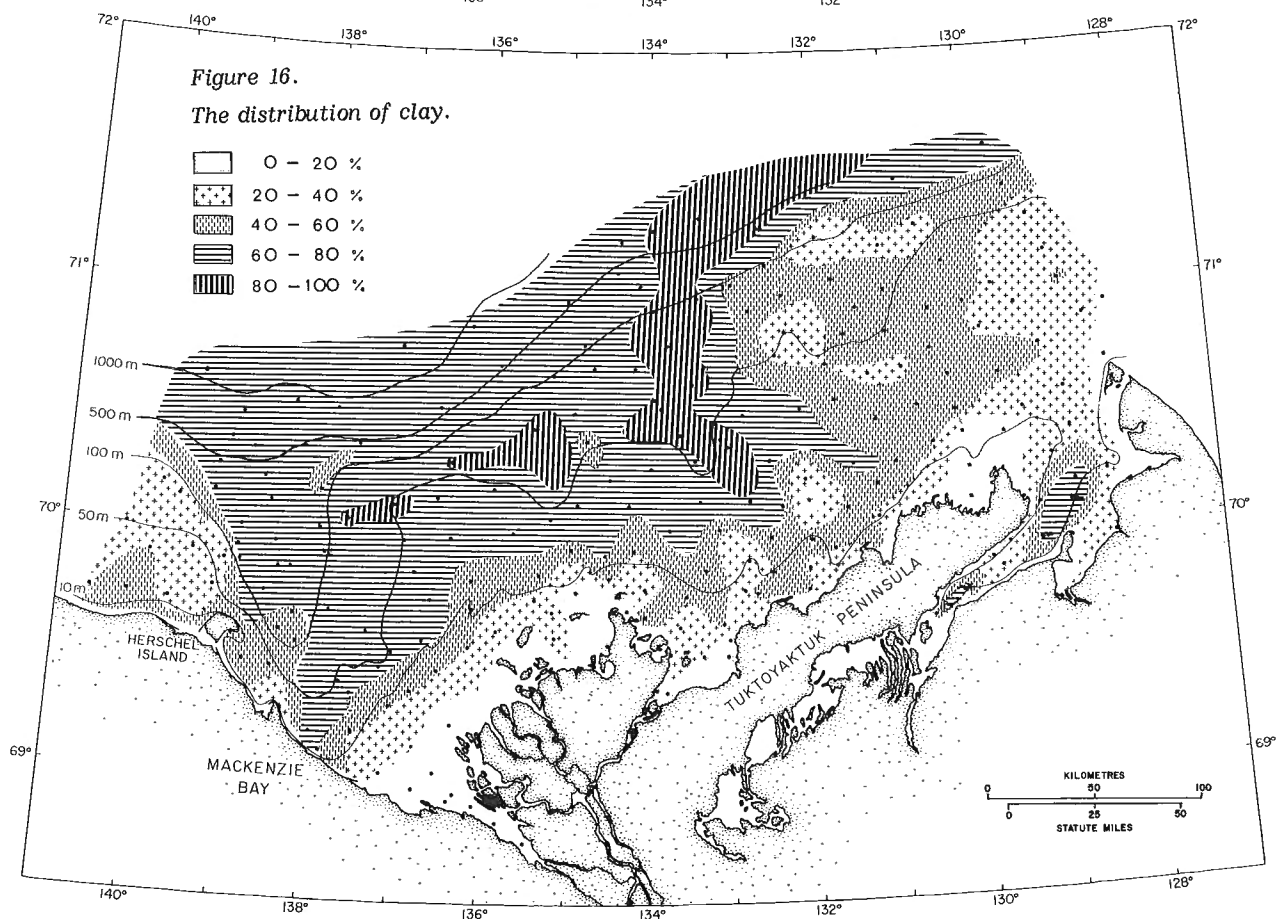 134°
132
72° 140° 138° 136° 134° 132° 130° 128° 72°
Figure 16.
The distribution of clay.
0 – 20 %
20 – 40 %
40 – 60 %
60 – 80 %
80 – 100 %
71° 71°
1000 m
500 m
100 m
70° 70°
50 m
10 m
HERSCHEL
ISLAND
TUKTOYAKTUK PENINSULA
69° 69°
MACKENZIE
BAY
KILOMETRES
0 50 100
0 25 50
STATUTE MILES
140° 138° 136° 134° 132° 130° 128°